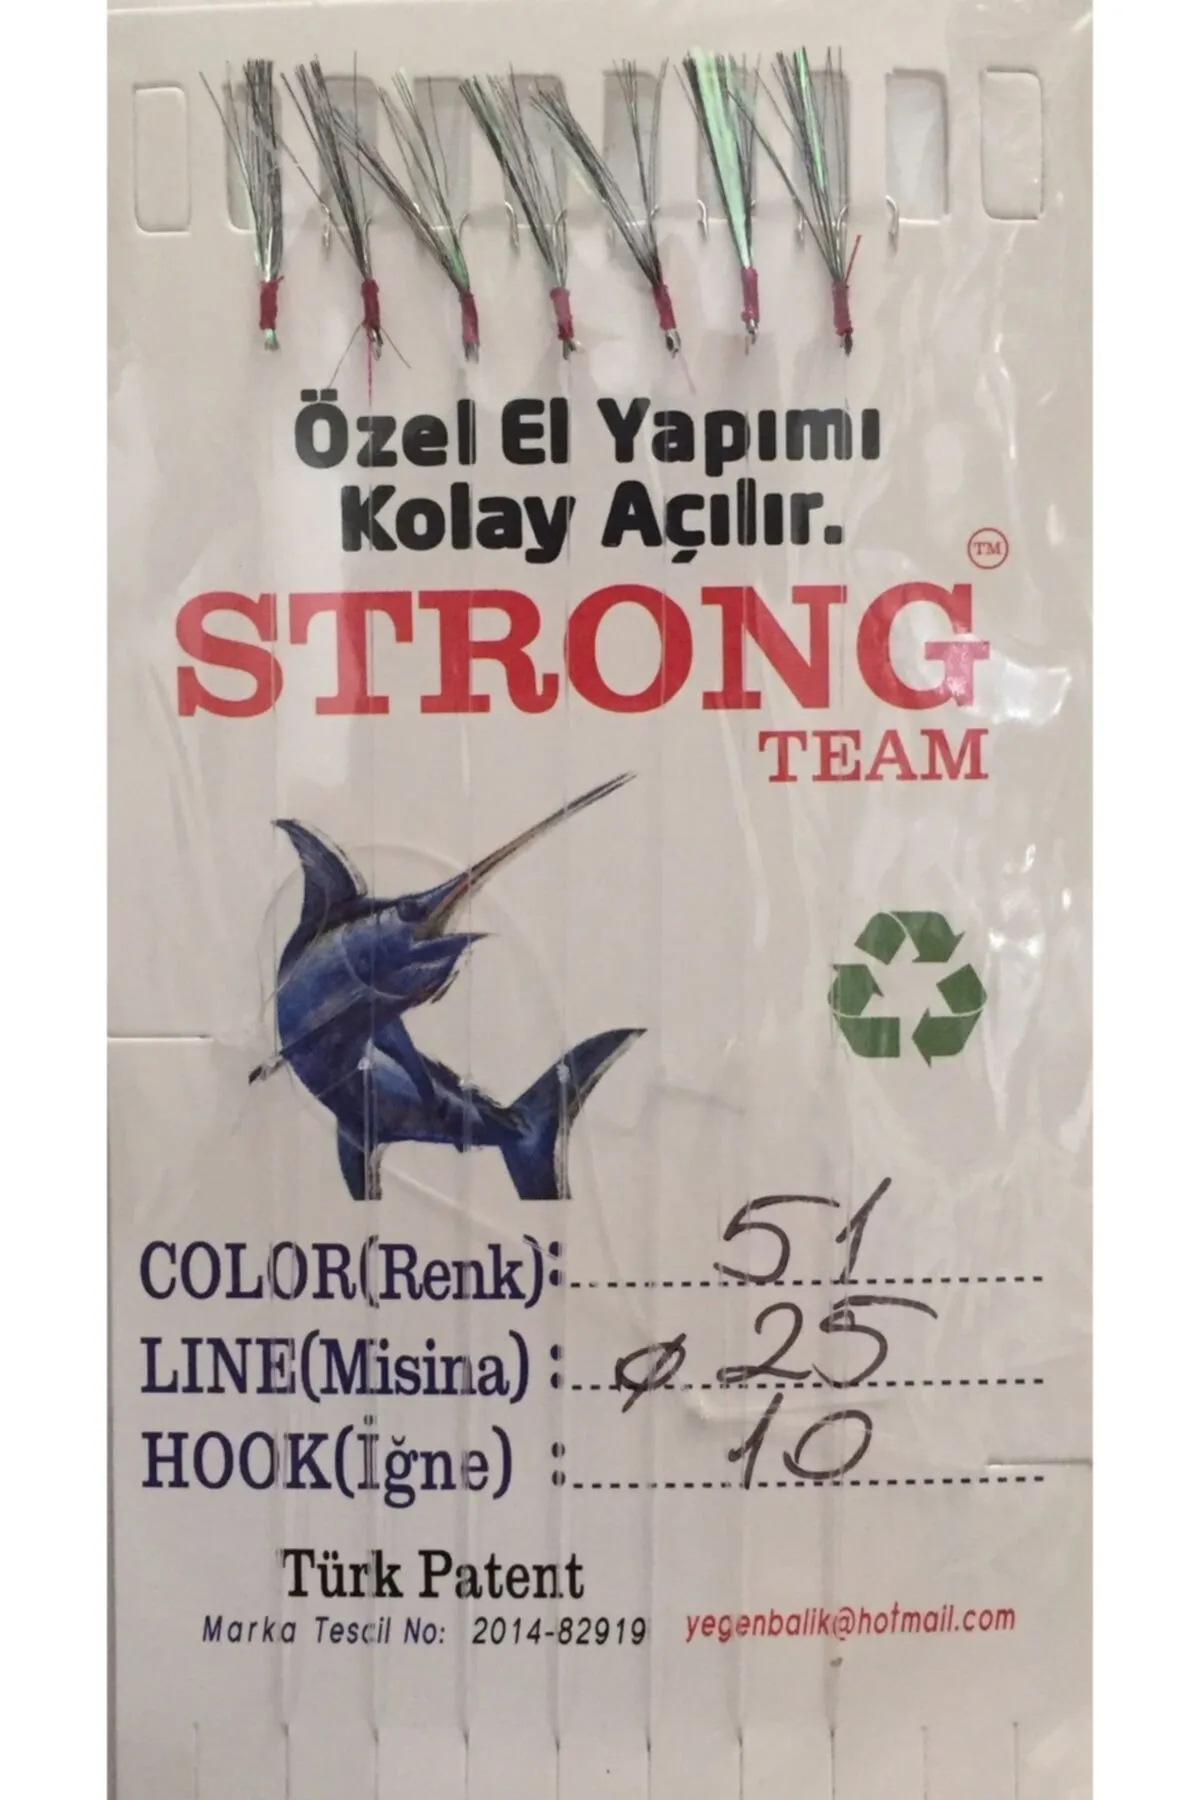 Özel El Yapımı
Kolay Açılır.
TM
STRONG
TEAM
COLOR(Renk): 51
LINE(Misina) : ø 25
HOOK(İğne) : 10
Türk Patent
Marka Tescil No: 2014-82919 yegenbalik@hotmail.com